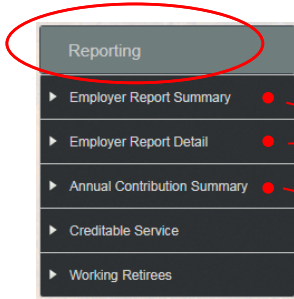 Reporting
Employer Report Summary
Employer Report Detail
Annual Contribution Summary
Creditable Service
Working Retirees